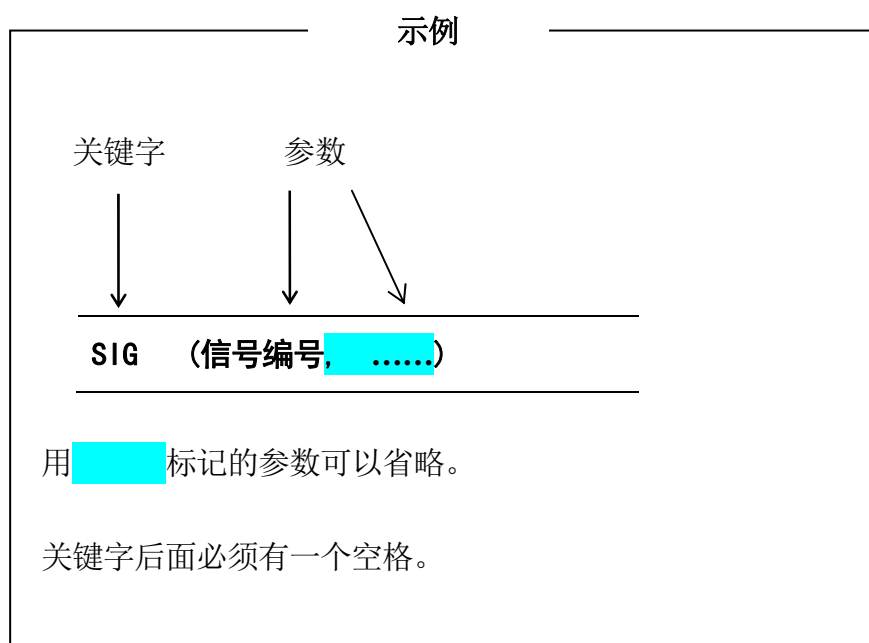 示例
关键字 参数
SIG (信号编号, ......)
用 标记的参数可以省略。
关键字后面必须有一个空格。